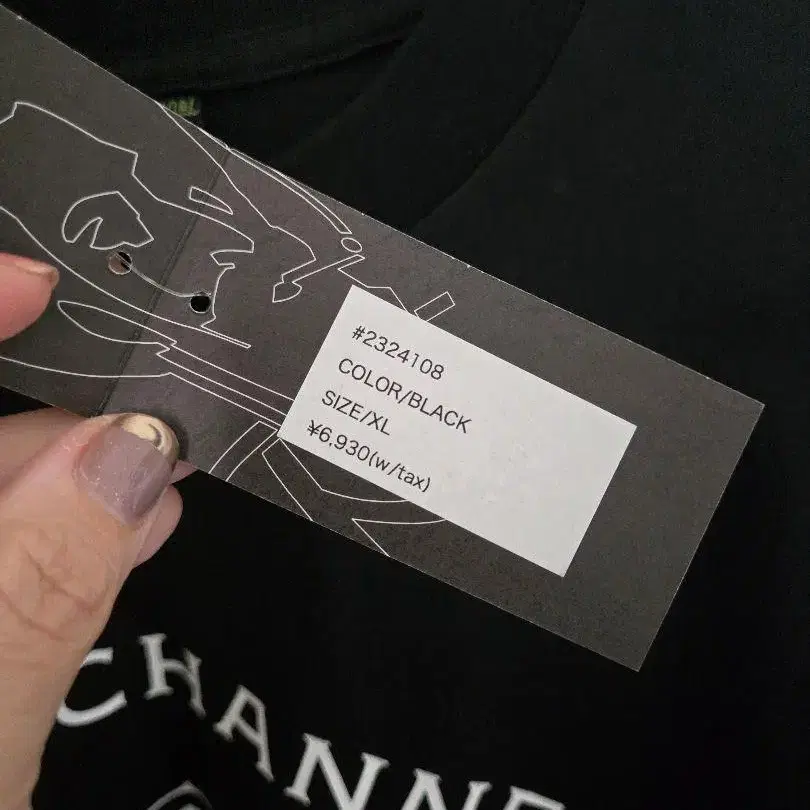 #2324108
COLOR/BLACK
SIZE/XL
¥6,930(w/tax)
CHANNE